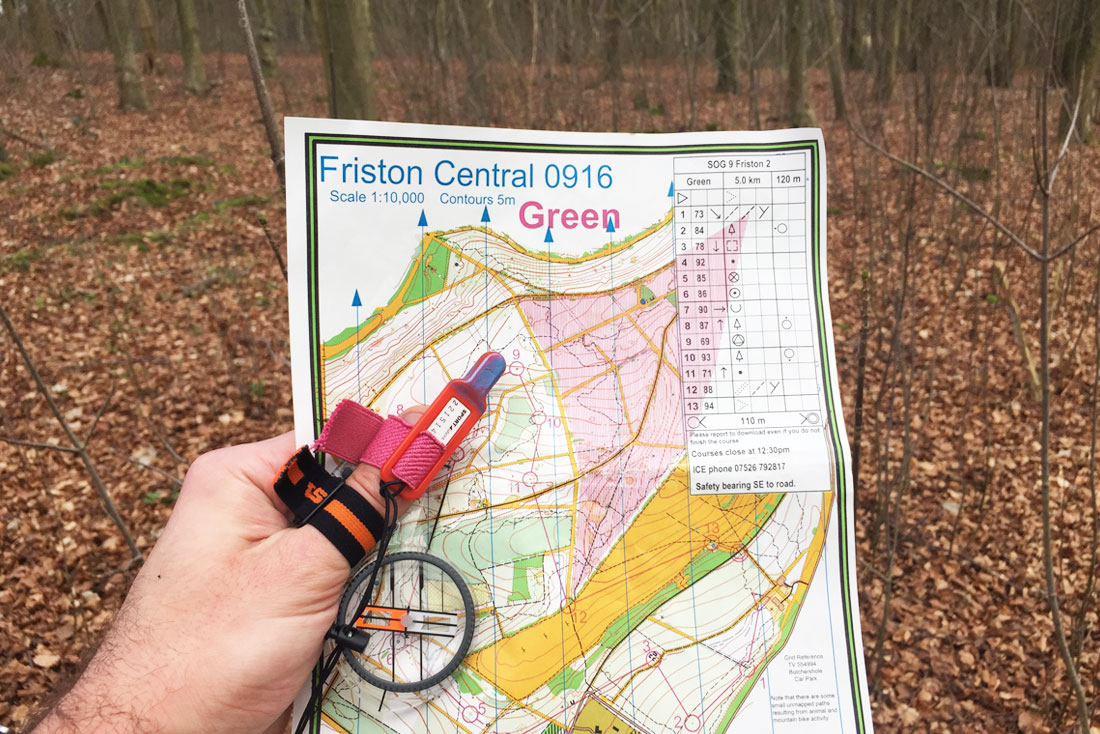 Friston Central 0916
Scale 1:10,000 Contours 5m
Green
SOG 9 Friston 2
Green 5.0 km 120 m
1 73
2 84
3 78
4 92
5 85
6 86
7 90
8 87
9 69
10 93
11 71
12 88
13 94
110 m
Please report to download even if you do not
finish the course
Courses close at 12:30pm
ICE phone 07526 792817
Safety bearing SE to road.
9
8
10
11
13
12
3
1
5
2
6
SPORT
Grid Reference
TV 554994
Butchershole
Car Park
Note that there are some
small unmapped paths
resulting from animal and
mountain bike activity